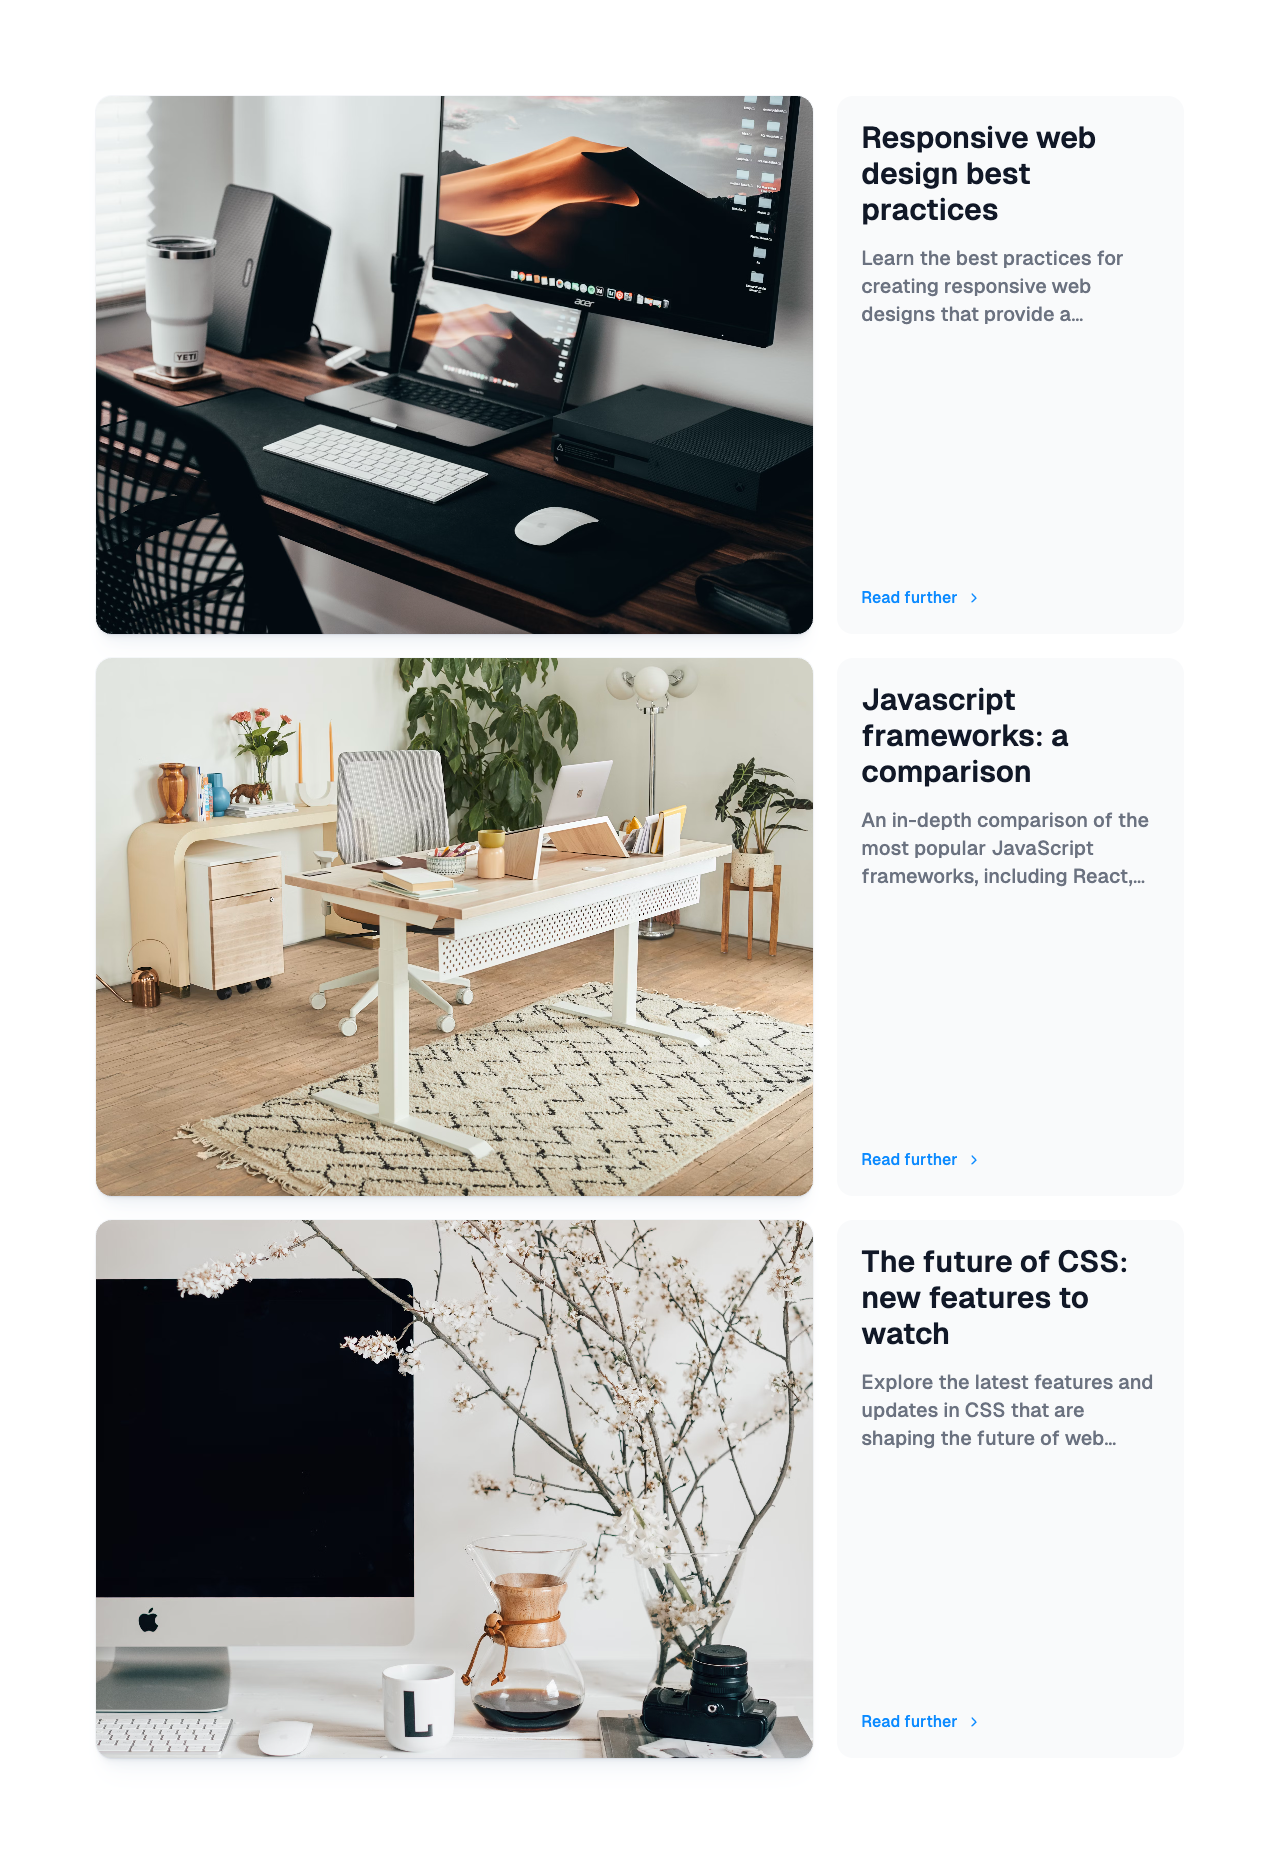 acer
YETI
Responsive web
design best
practices
Learn the best practices for
creating responsive web
designs that provide a...
Read further
Javascript
frameworks: a
comparison
An in-depth comparison of the
most popular JavaScript
frameworks, including React,...
Read further
The future of CSS:
new features to
watch
Explore the latest features and
updates in CSS that are
shaping the future of web...
Read further
L